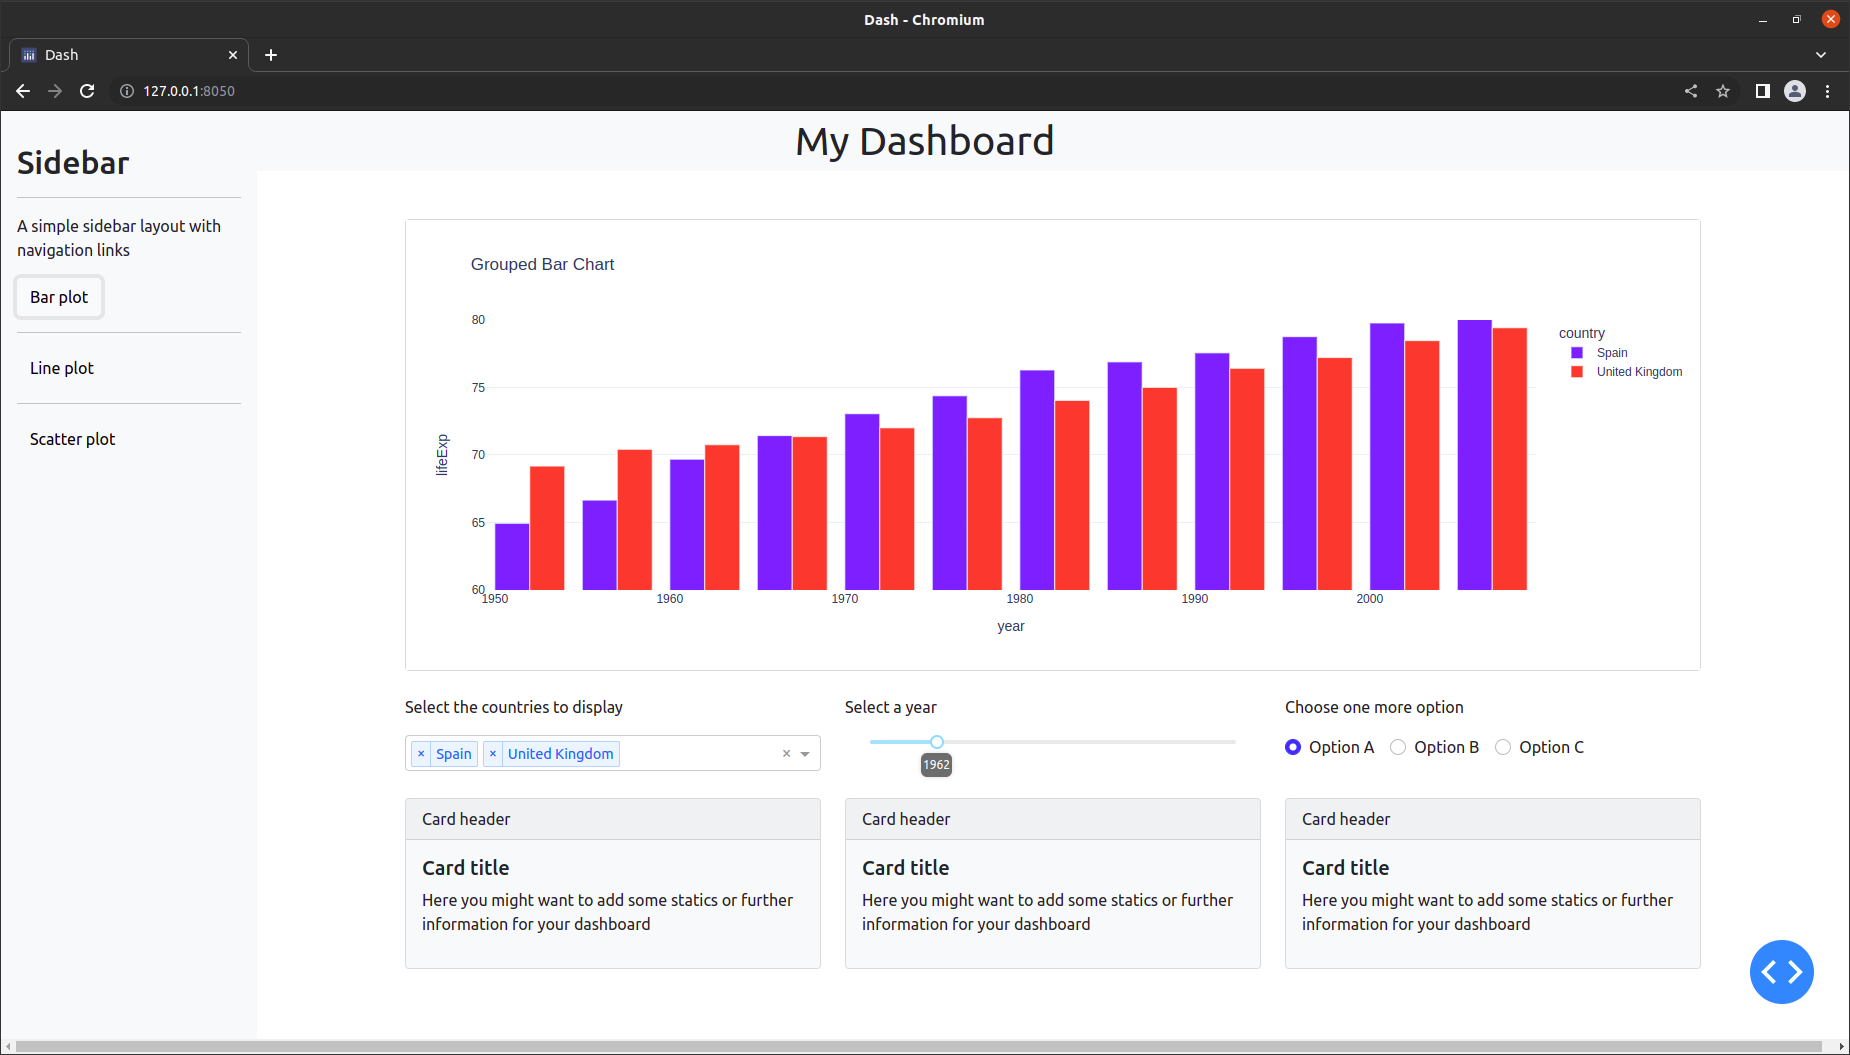 Dash - Chromium
Dash
127.0.0.1:8050
My Dashboard
Sidebar
A simple sidebar layout with
navigation links
Bar plot
Line plot
Scatter plot
Grouped Bar Chart
80
75
70
65
60
lifeExp
1950 1960 1970 1980 1990 2000
year
country
Spain
United Kingdom
Select the countries to display
× Spain × United Kingdom ×
Select a year
1962
Choose one more option
Option A Option B Option C
Card header
Card title
Here you might want to add some statics or further
information for your dashboard
Card header
Card title
Here you might want to add some statics or further
information for your dashboard
Card header
Card title
Here you might want to add some statics or further
information for your dashboard